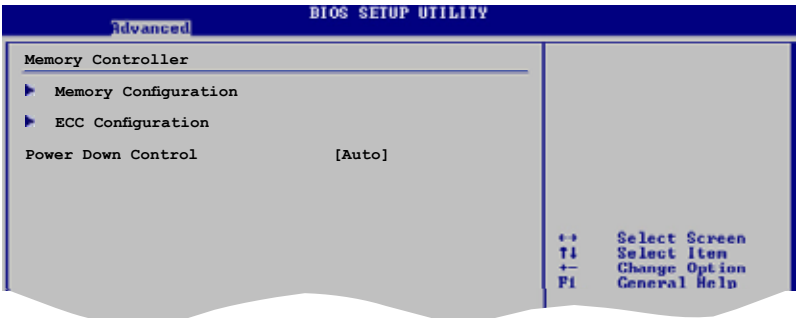 BIOS SETUP UTILITY
Advanced
Memory Controller
Memory Configuration
ECC Configuration
Power Down Control [Auto]
↔ Select Screen
↑↓ Select Item
+- Change Option
F1 General Help